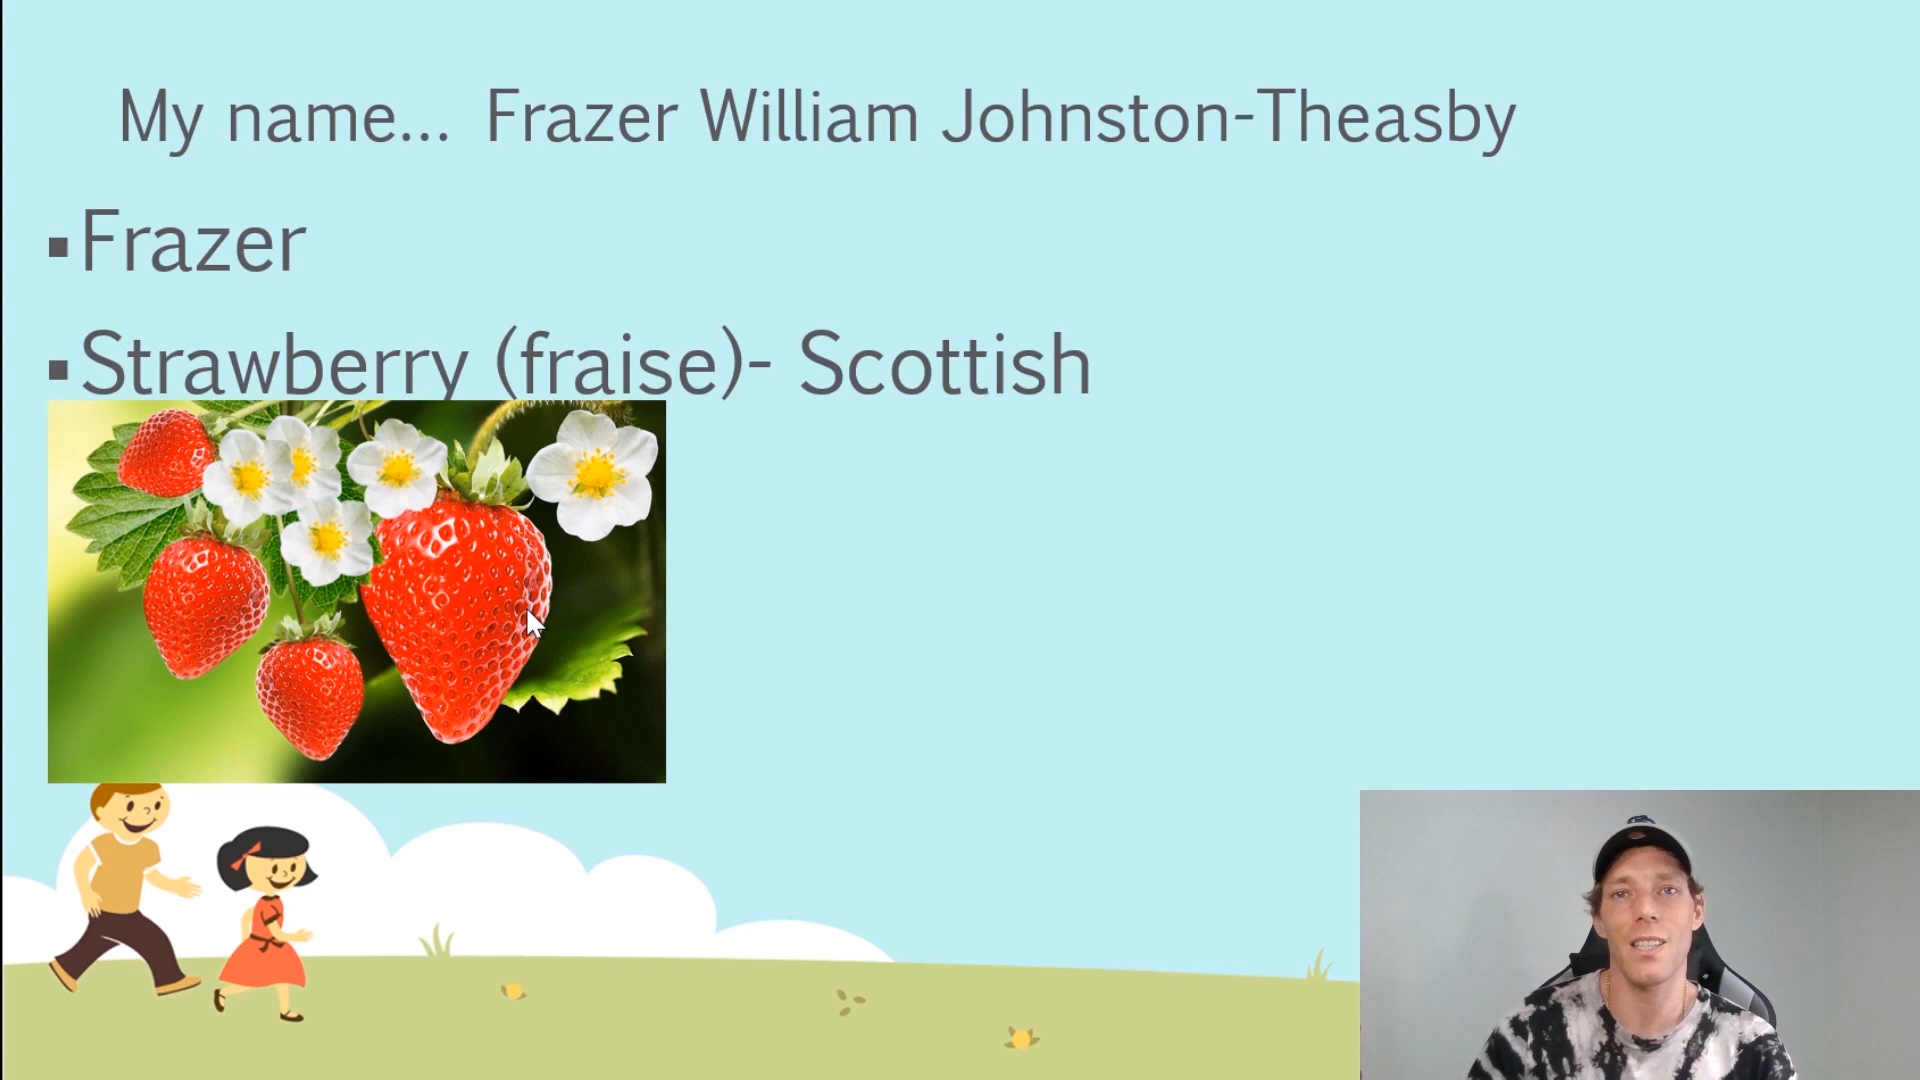 My name... Frazer William Johnston-Theasby
▪Frazer
▪Strawberry (fraise)- Scottish